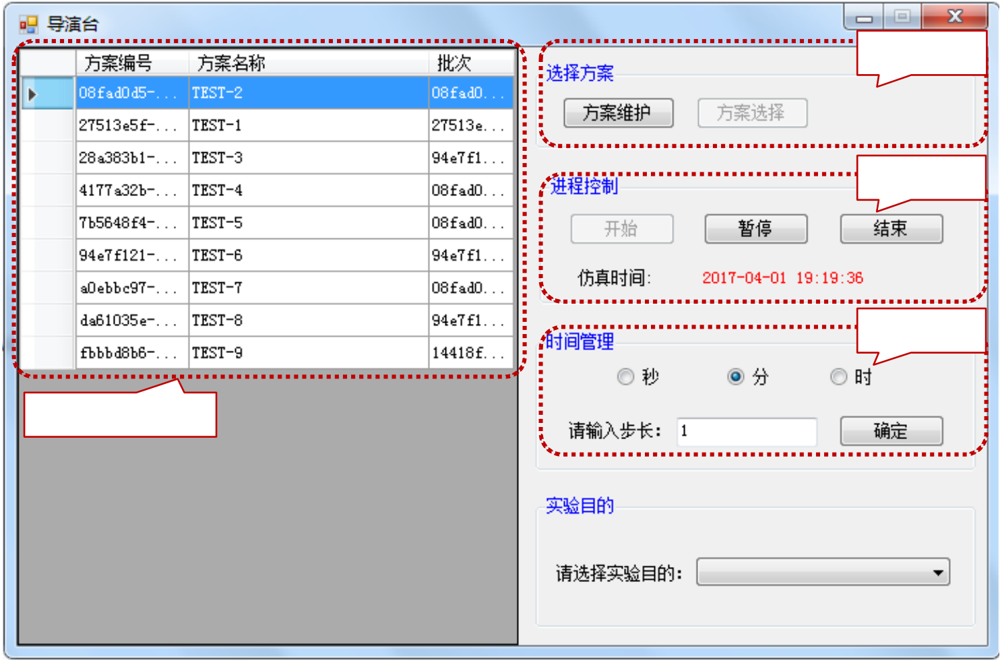 导演台
方案编号 方案名称 批次
08fad0d5-... TEST-2 08fad0...
27513e5f-... TEST-1 27513e...
28a383b1-... TEST-3 94e7f1...
4177a32b-... TEST-4 08fad0...
7b5648f4-... TEST-5 08fad0...
94e7f121-... TEST-6 94e7f1...
a0ebbc97-... TEST-7 08fad0...
da61035e-... TEST-8 94e7f1...
fbbbd8b6-... TEST-9 14418f...
选择方案
方案维护 方案选择
进程控制
开始 暂停 结束
仿真时间: 2017-04-01 19:19:36
时间管理
秒 分 时
请输入步长: 1 确定
实验目的
请选择实验目的: